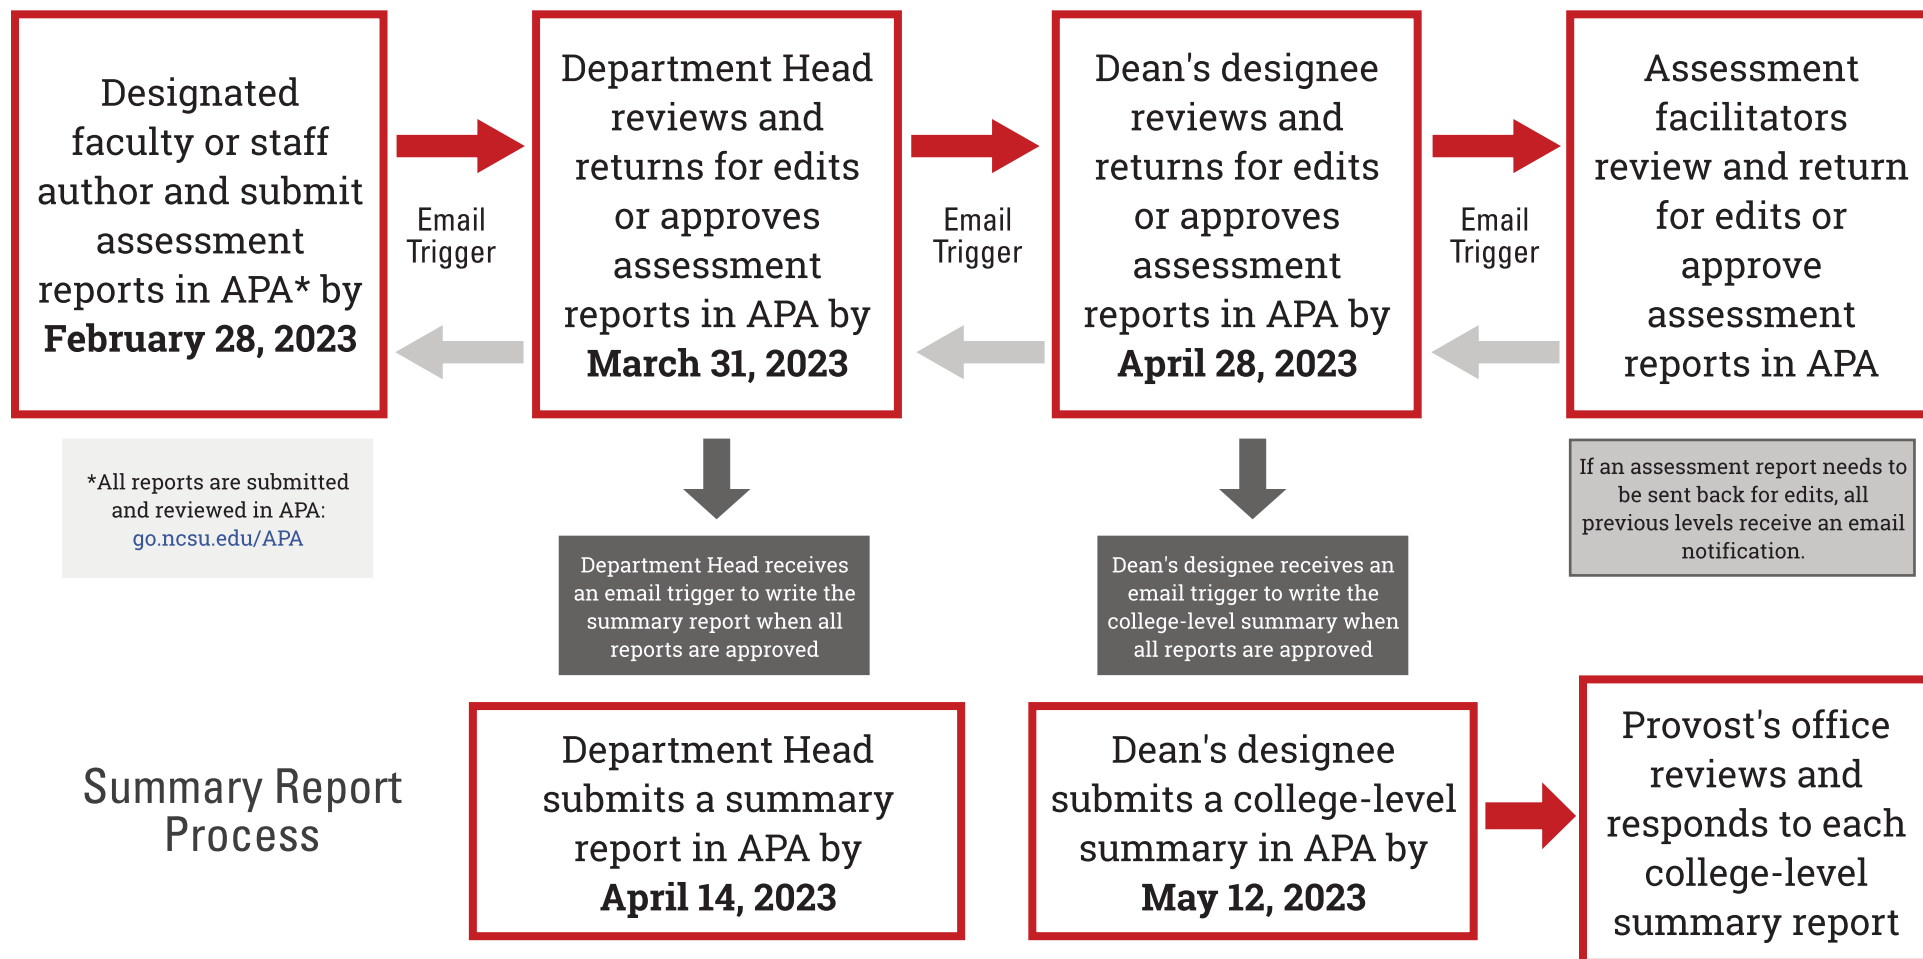 Designated
faculty or staff
author and submit
assessment
reports in APA* by
February 28, 2023
Email
Trigger
Department Head
reviews and
returns for edits
or approves
assessment
reports in APA by
March 31, 2023
Email
Trigger
Dean's designee
reviews and
returns for edits
or approves
assessment
reports in APA by
April 28, 2023
Email
Trigger
Assessment
facilitators
review and return
for edits or
approve
assessment
reports in APA
*All reports are submitted
and reviewed in APA:
go.ncsu.edu/APA
Department Head receives
an email trigger to write the
summary report when all
reports are approved
Dean's designee receives an
email trigger to write the
college-level summary when
all reports are approved
If an assessment report needs to
be sent back for edits, all
previous levels receive an email
notification.
Summary Report
Process
Department Head
submits a summary
report in APA by
April 14, 2023
Dean's designee
submits a college-level
summary in APA by
May 12, 2023
Provost's office
reviews and
responds to each
college-level
summary report